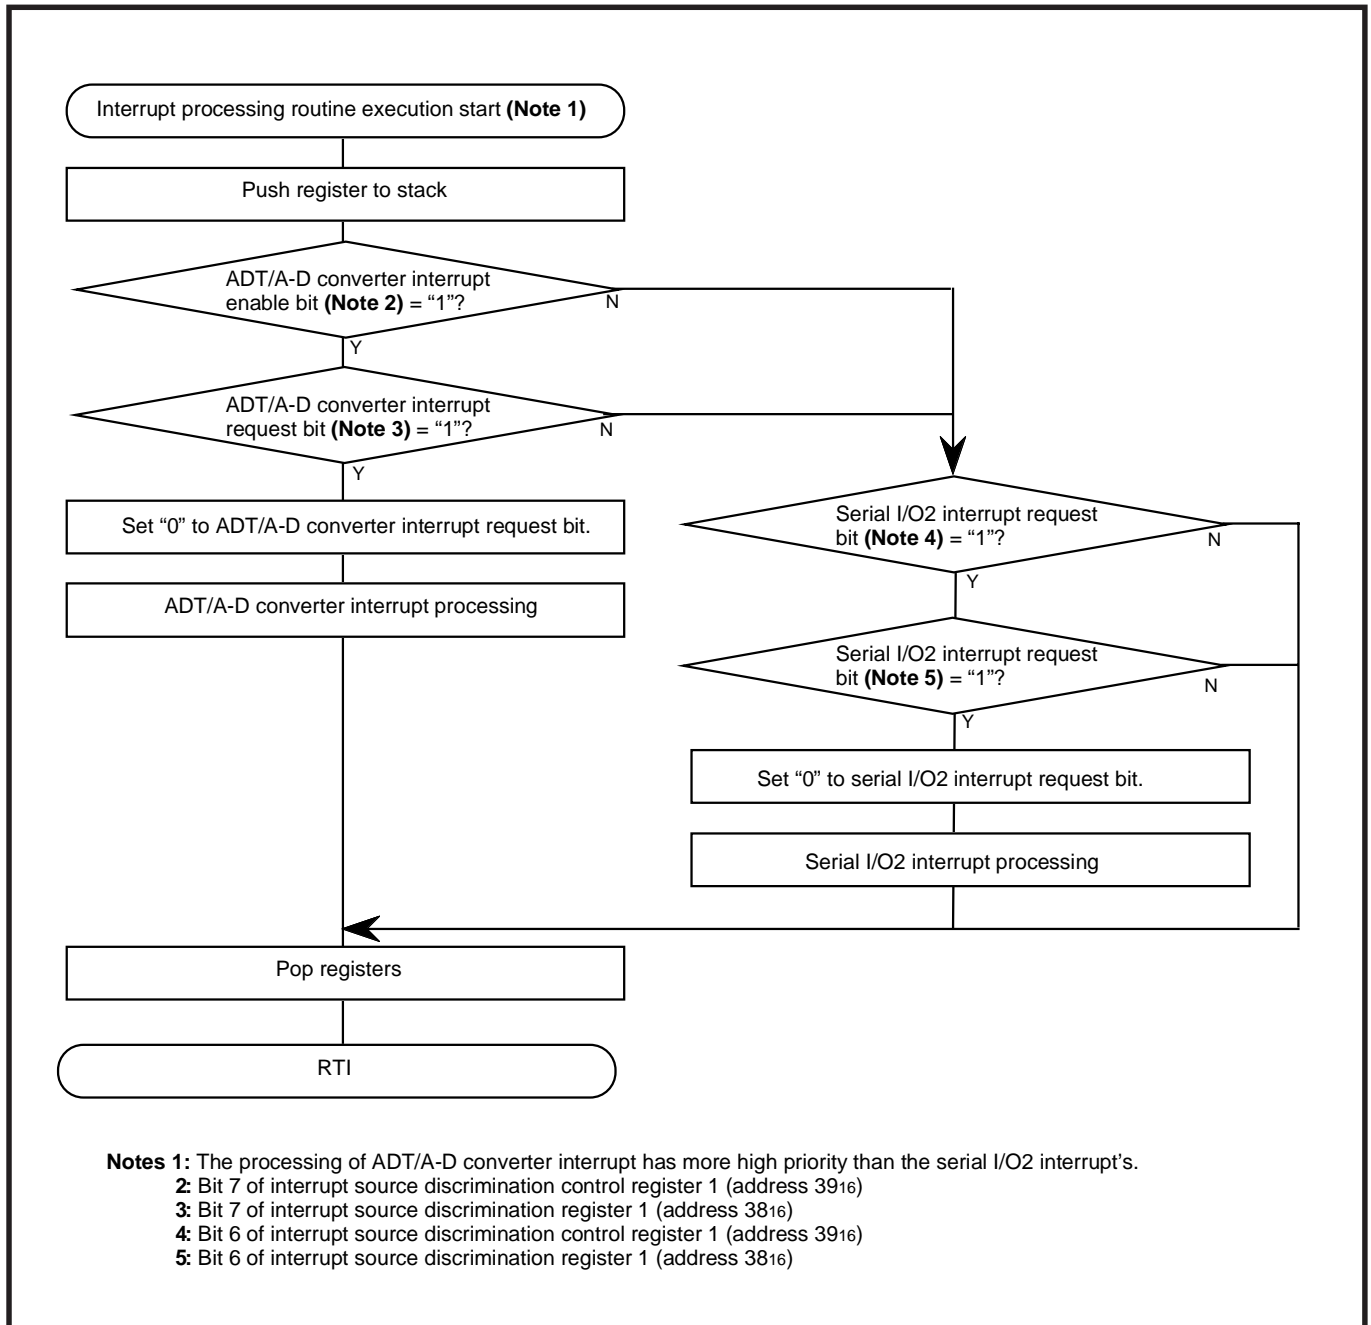 Interrupt processing routine execution start (Note 1)
Push register to stack
ADT/A-D converter interrupt
enable bit (Note 2) = “1”?
N
Y
ADT/A-D converter interrupt
request bit (Note 3) = “1”?
N
Y
Set “0” to ADT/A-D converter interrupt request bit.
ADT/A-D converter interrupt processing
Serial I/O2 interrupt request
bit (Note 4) = “1”?
N
Y
Serial I/O2 interrupt request
bit (Note 5) = “1”?
N
Y
Set “0” to serial I/O2 interrupt request bit.
Serial I/O2 interrupt processing
Pop registers
RTI
Notes 1: The processing of ADT/A-D converter interrupt has more high priority than the serial I/O2 interrupt's.
2: Bit 7 of interrupt source discrimination control register 1 (address 3916)
3: Bit 7 of interrupt source discrimination register 1 (address 3816)
4: Bit 6 of interrupt source discrimination control register 1 (address 3916)
5: Bit 6 of interrupt source discrimination register 1 (address 3816)